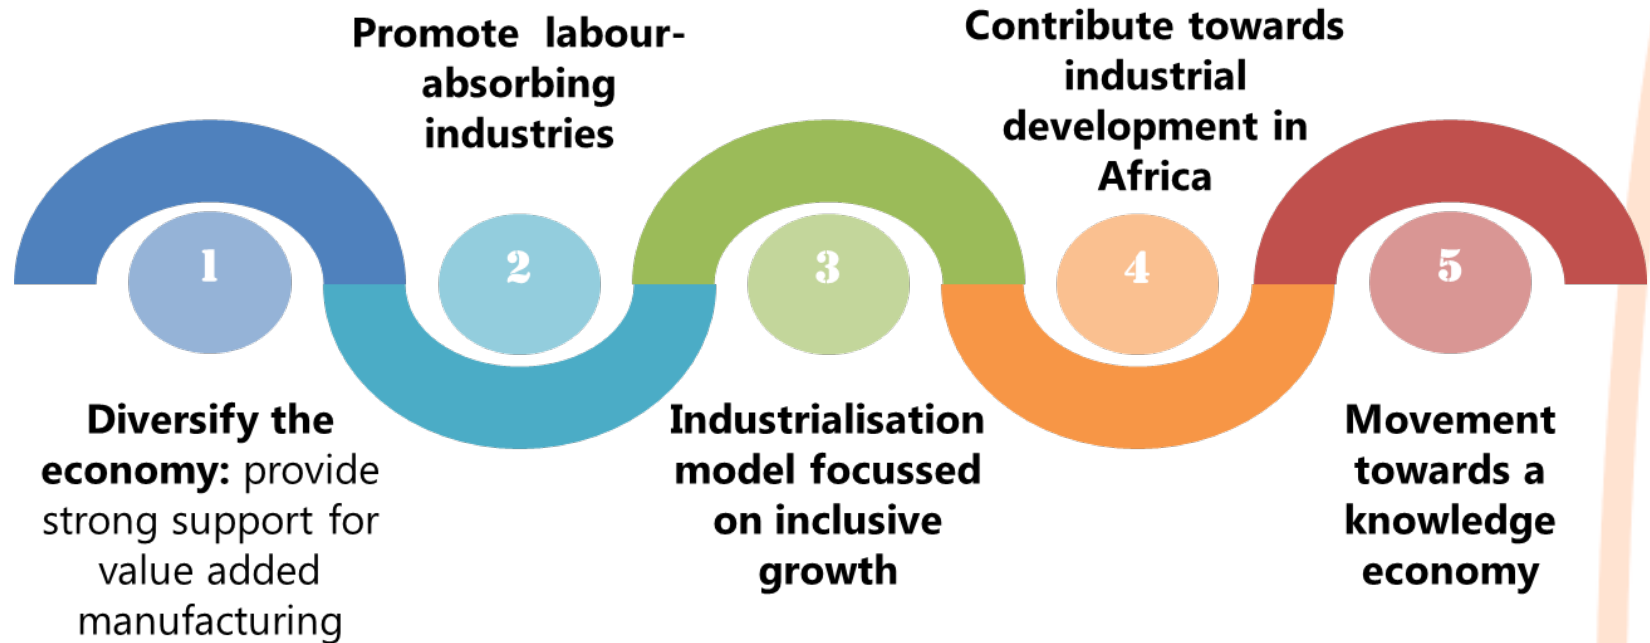 1
Diversify the
economy: provide
strong support for
value added
manufacturing
Promote labour-
absorbing
industries
2
3
Industrialisation
model focussed
on inclusive
growth
Contribute towards
industrial
development in
Africa
4
5
Movement
towards a
knowledge
economy